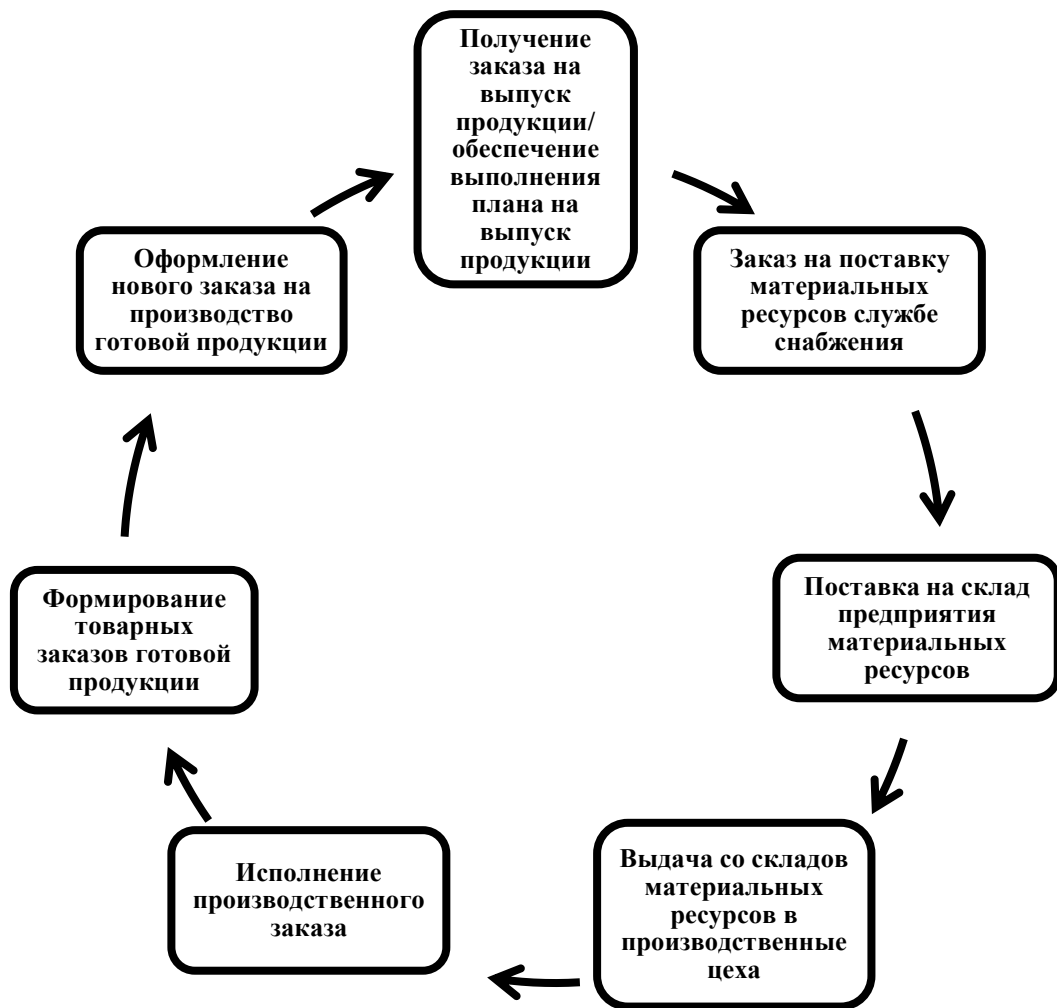 Получение
заказа на
выпуск
продукции/
обеспечение
выполнения
плана на
выпуск
продукции
Заказ на поставку
материальных
ресурсов службе
снабжения
Поставка на склад
предприятия
материальных
ресурсов
Выдача со складов
материальных
ресурсов в
производственные
цеха
Исполнение
производственного
заказа
Формирование
товарных
заказов готовой
продукции
Оформление
нового заказа на
производство
готовой продукции